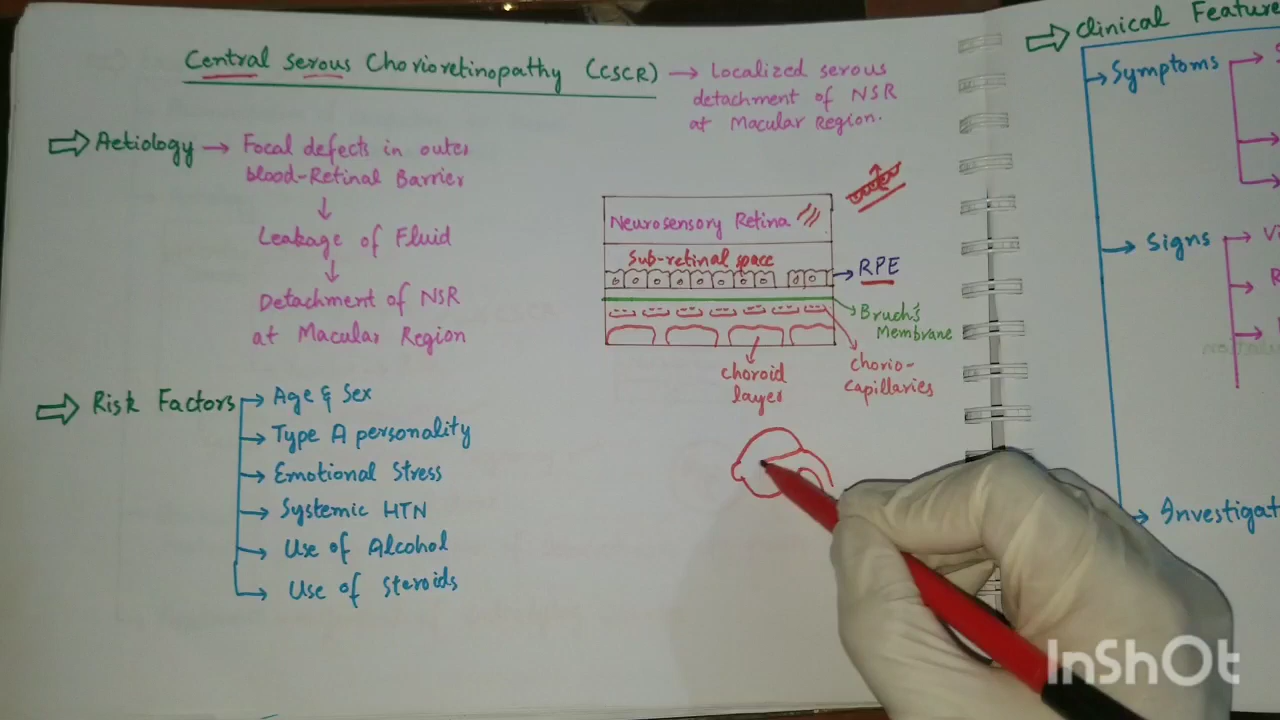 Central Serous Chorioretinopathy (CSCR) → Localized serous
detachment of NSR
at Macular Region.
Aetiology → Focal defects in outer
blood-Retinal Barrier
↓
Leakage of Fluid
↓
Detachment of NSR
at Macular Region
Neurosensory Retina
Sub-retinal space
RPE
Bruch's
Membrane
Chorio-
capillaries
choroid
layer
Risk Factors
Age & Sex
Type A personality
Emotional Stress
Systemic HTN
Use of Alcohol
Use of Steroids
Clinical Feature
Symptoms
Signs
Vi
R
Investigat
InShOt